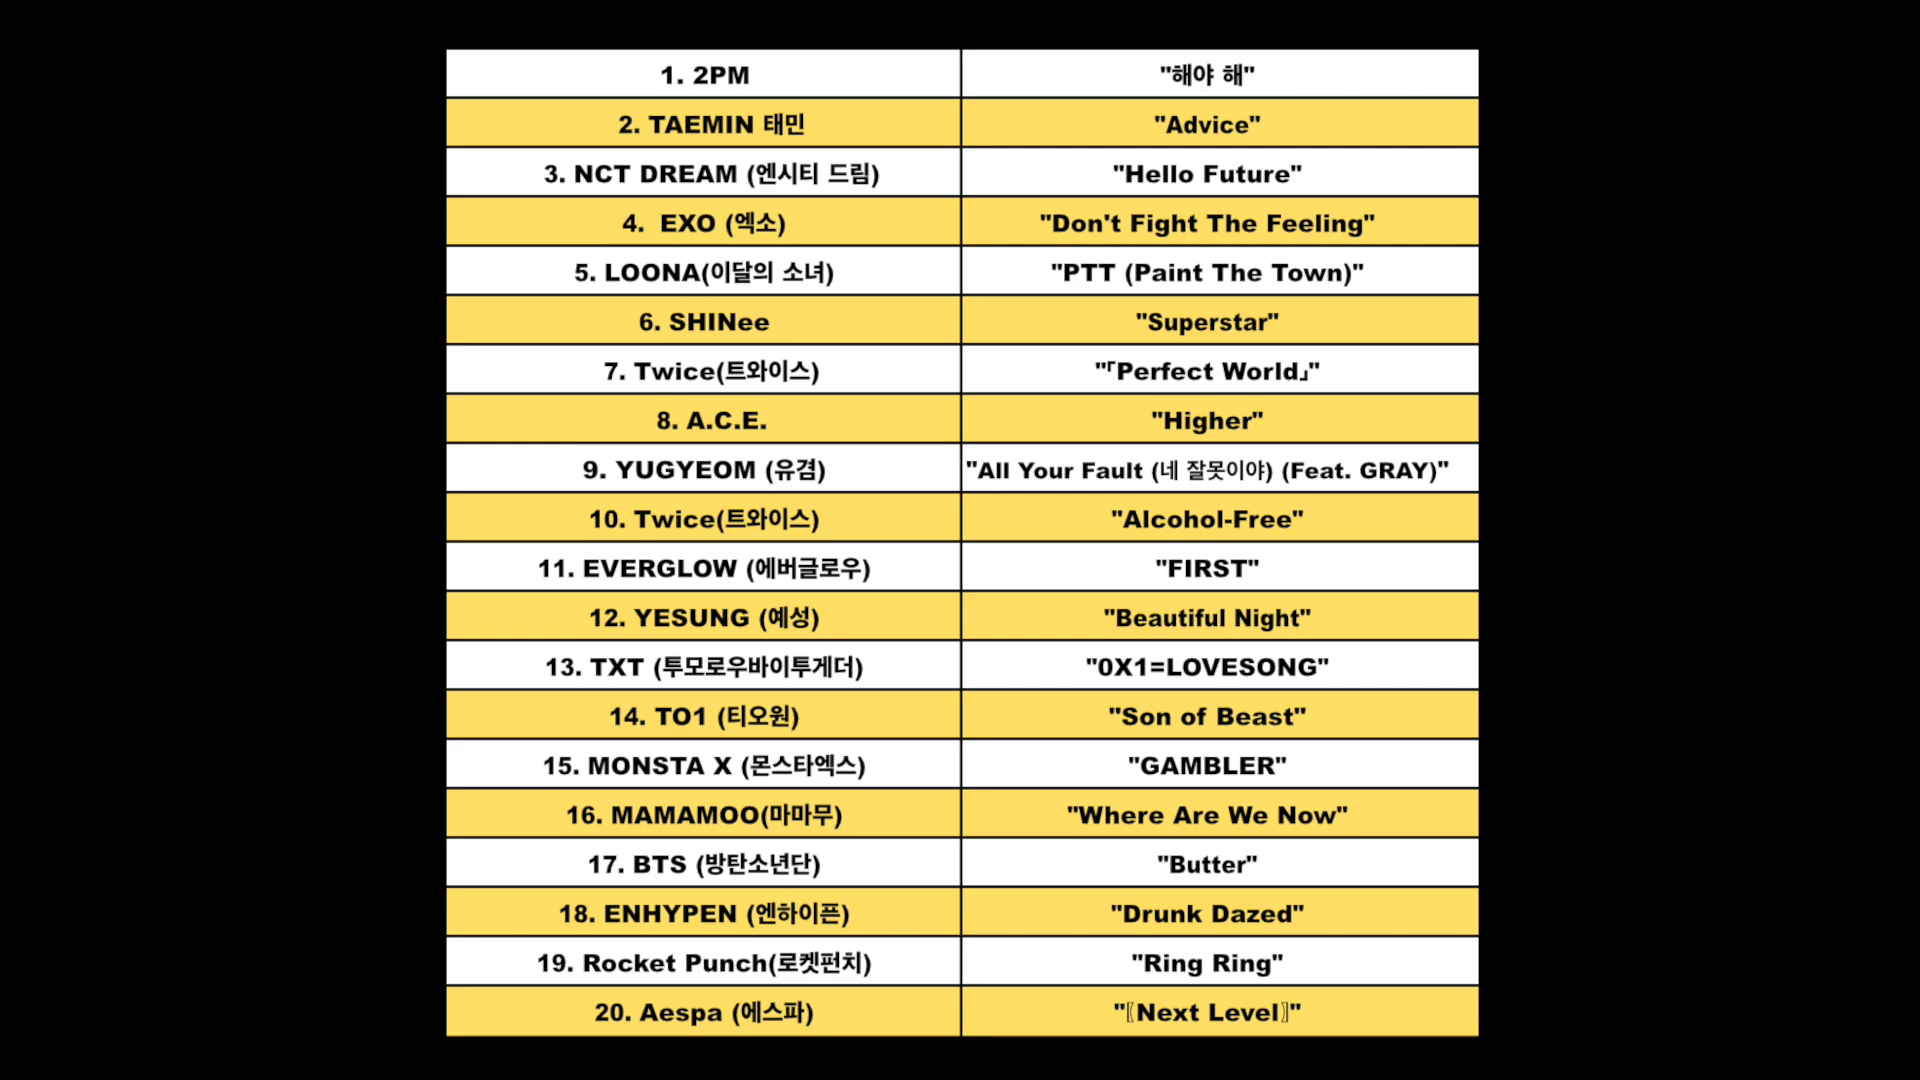 1. 2PM "해야 해"
2. TAEMIN 태민 "Advice"
3. NCT DREAM (엔시티 드림) "Hello Future"
4.  EXO (엑소) "Don't Fight The Feeling"
5. LOONA(이달의 소녀) "PTT (Paint The Town)"
6. SHINee "Superstar"
7. Twice(트와이스) "「Perfect World」"
8. A.C.E. "Higher"
9. YUGYEOM (유겸) "All Your Fault (네 잘못이야) (Feat. GRAY)"
10. Twice(트와이스) "Alcohol-Free"
11. EVERGLOW (에버글로우) "FIRST"
12. YESUNG (예성) "Beautiful Night"
13. TXT (투모로우바이투게더) "0X1=LOVESONG"
14. TO1 (티오원) "Son of Beast"
15. MONSTA X (몬스타엑스) "GAMBLER"
16. MAMAMOO(마마무) "Where Are We Now"
17. BTS (방탄소년단) "Butter"
18. ENHYPEN (엔하이픈) "Drunk Dazed"
19. Rocket Punch(로켓펀치) "Ring Ring"
20. Aespa (에스파) "〖Next Level〗"